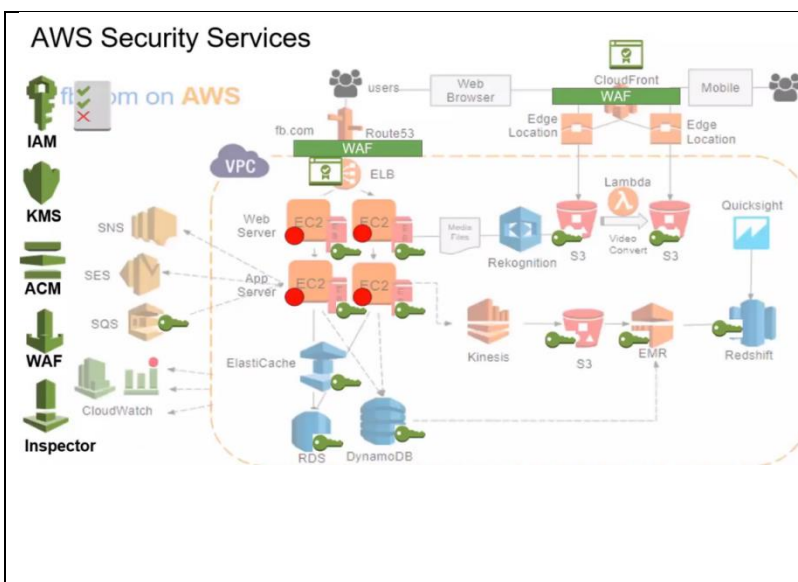 AWS Security Services
fb.com on AWS
IAM
KMS
ACM
WAF
Inspector
users
Web
Browser
CloudFront
WAF
Mobile
Edge
Location
Edge
Location
fb.com
Route53
WAF
VPC
ELB
Web
Server
EC2
EC2
Media
Files
Rekognition
Lambda
Video
Convert
S3
S3
Quicksight
SNS
SES
SQS
App
Server
EC2
EC2
Kinesis
S3
EMR
Redshift
ElastiCache
CloudWatch
RDS
DynamoDB